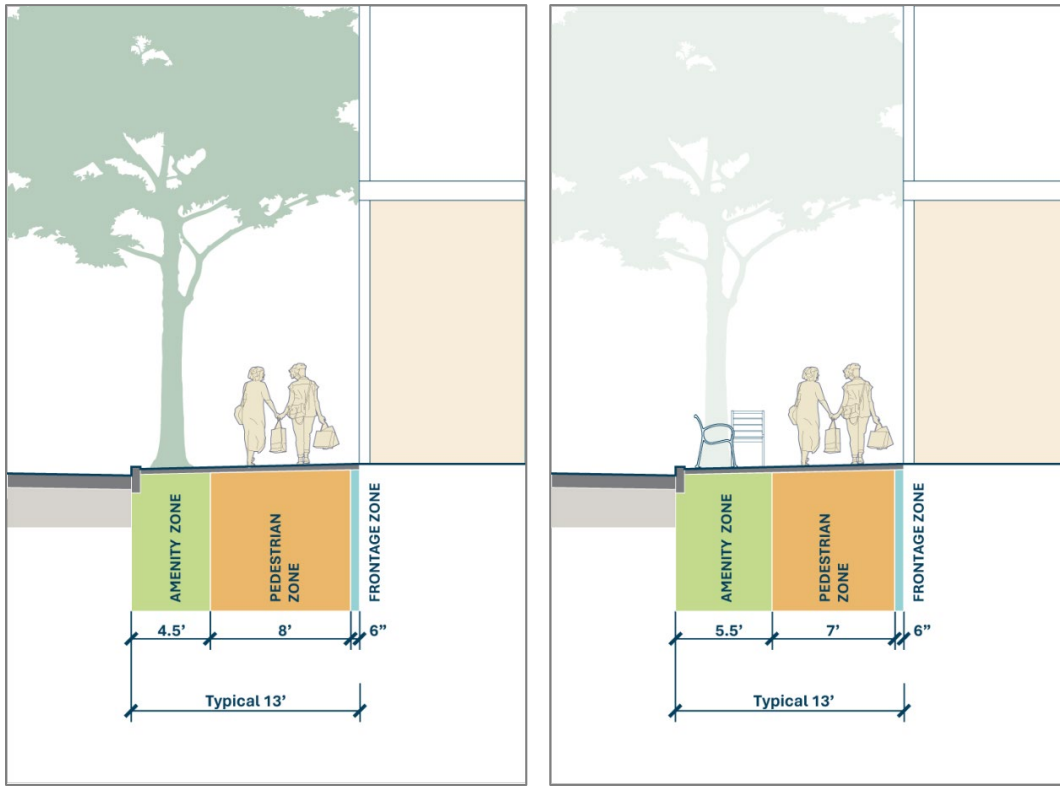 AMENITY ZONE
PEDESTRIAN
ZONE
FRONTAGE ZONE
4.5’
8’
6”
Typical 13’
AMENITY ZONE
PEDESTRIAN
ZONE
FRONTAGE ZONE
5.5’
7’
6”
Typical 13’